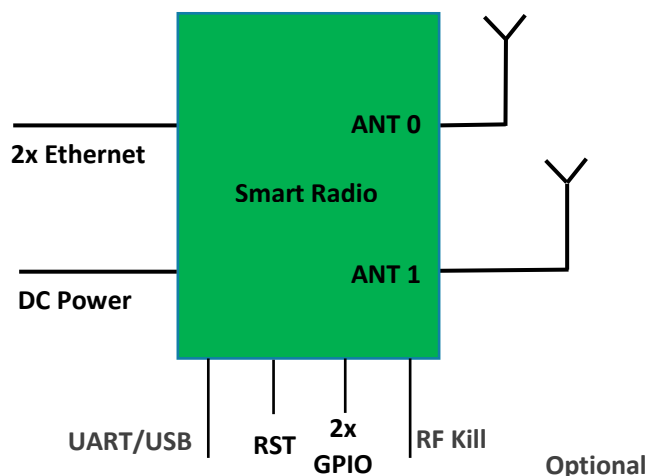 ANT 0
2x Ethernet
Smart Radio
ANT 1
DC Power
UART/USB
RST
2x
GPIO
RF Kill
Optional